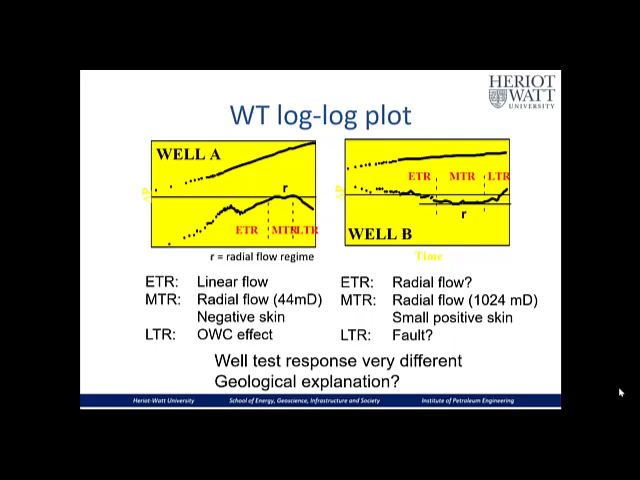 HERIOT
WATT
UNIVERSITY
WT log-log plot
WELL A
r
ETR MTR LTR
ΔP
r = radial flow regime
ETR MTR LTR
r
WELL B
ΔP
Time
ETR: Linear flow
MTR: Radial flow (44mD)
Negative skin
LTR: OWC effect
ETR: Radial flow?
MTR: Radial flow (1024 mD)
Small positive skin
LTR: Fault?
Well test response very different
Geological explanation?
Heriot-Watt University School of Energy, Geoscience, Infrastructure and Society Institute of Petroleum Engineering